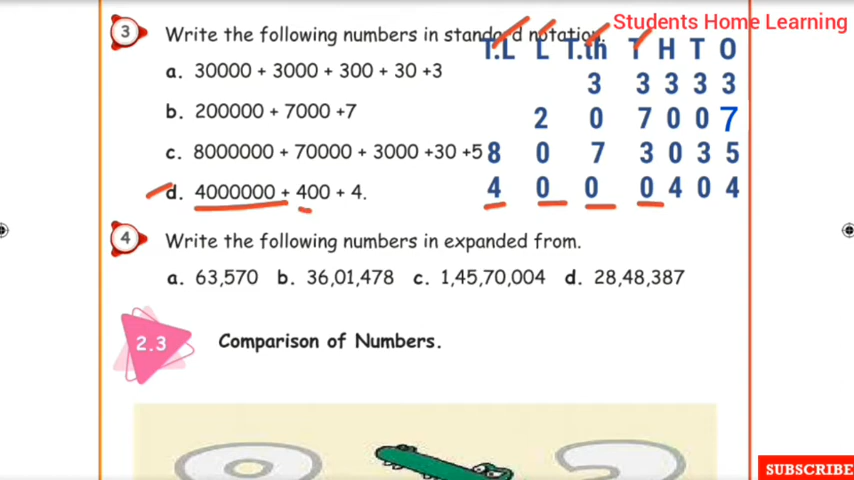 Students Home Learning
3 Write the following numbers in standard notation.
T.L L T.th T H T O
a. 30000 + 3000 + 300 + 30 +3
3 3 3 3 3
b. 200000 + 7000 +7
2 0 7 0 0 7
c. 8000000 + 70000 + 3000 +30 +5
8 0 7 3 0 3 5
d. 4000000 + 400 + 4.
4 0 0 0 4 0 4
4 Write the following numbers in expanded from.
a. 63,570 b. 36,01,478 c. 1,45,70,004 d. 28,48,387
2.3 Comparison of Numbers.
SUBSCRIBE